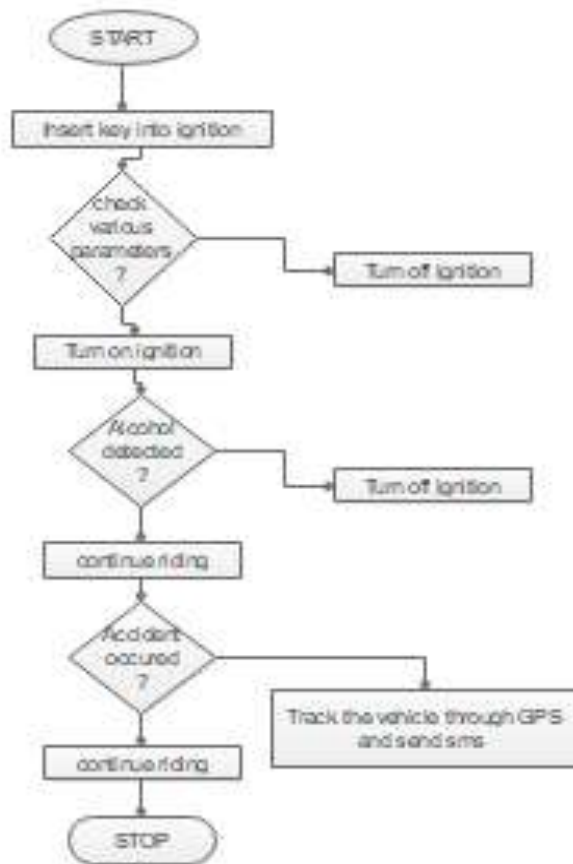 START
Insert key into ignition
check
various
parameters
?
Turn off Ignition
Turn on ignition
Alcohol
detected
?
Turn off Ignition
continue riding
Accident
occured
?
Track the vehicle through GPS
and send sms
continue riding
STOP